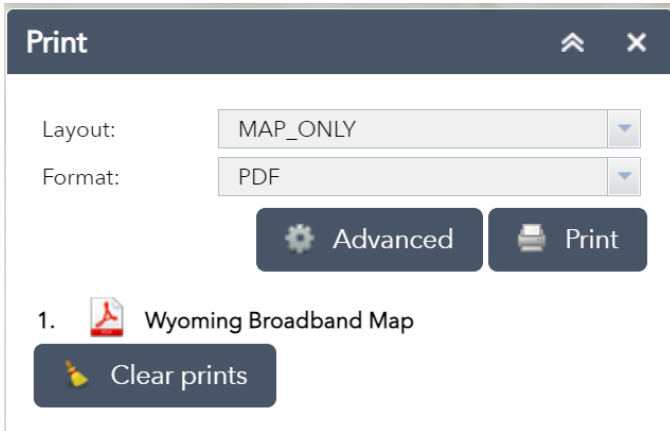 Print
Layout: MAP_ONLY
Format: PDF
Advanced Print
1. Wyoming Broadband Map
Clear prints